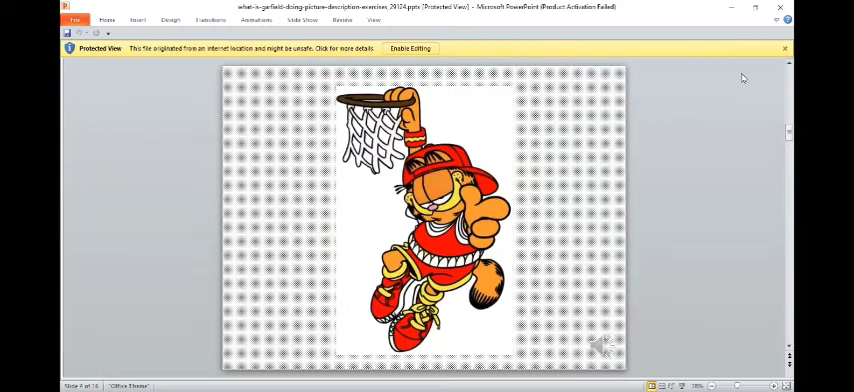 what-is-garfield-doing-picture-description-exercises_29124.pptx [Protected View] - Microsoft PowerPoint (Product Activation Failed)
File Home Insert Design Transitions Animations Slide Show Review View
Protected View This file originated from an Internet location and might be unsafe. Click for more details. Enable Editing
Slide 4 of 16 "Office Theme" 78%